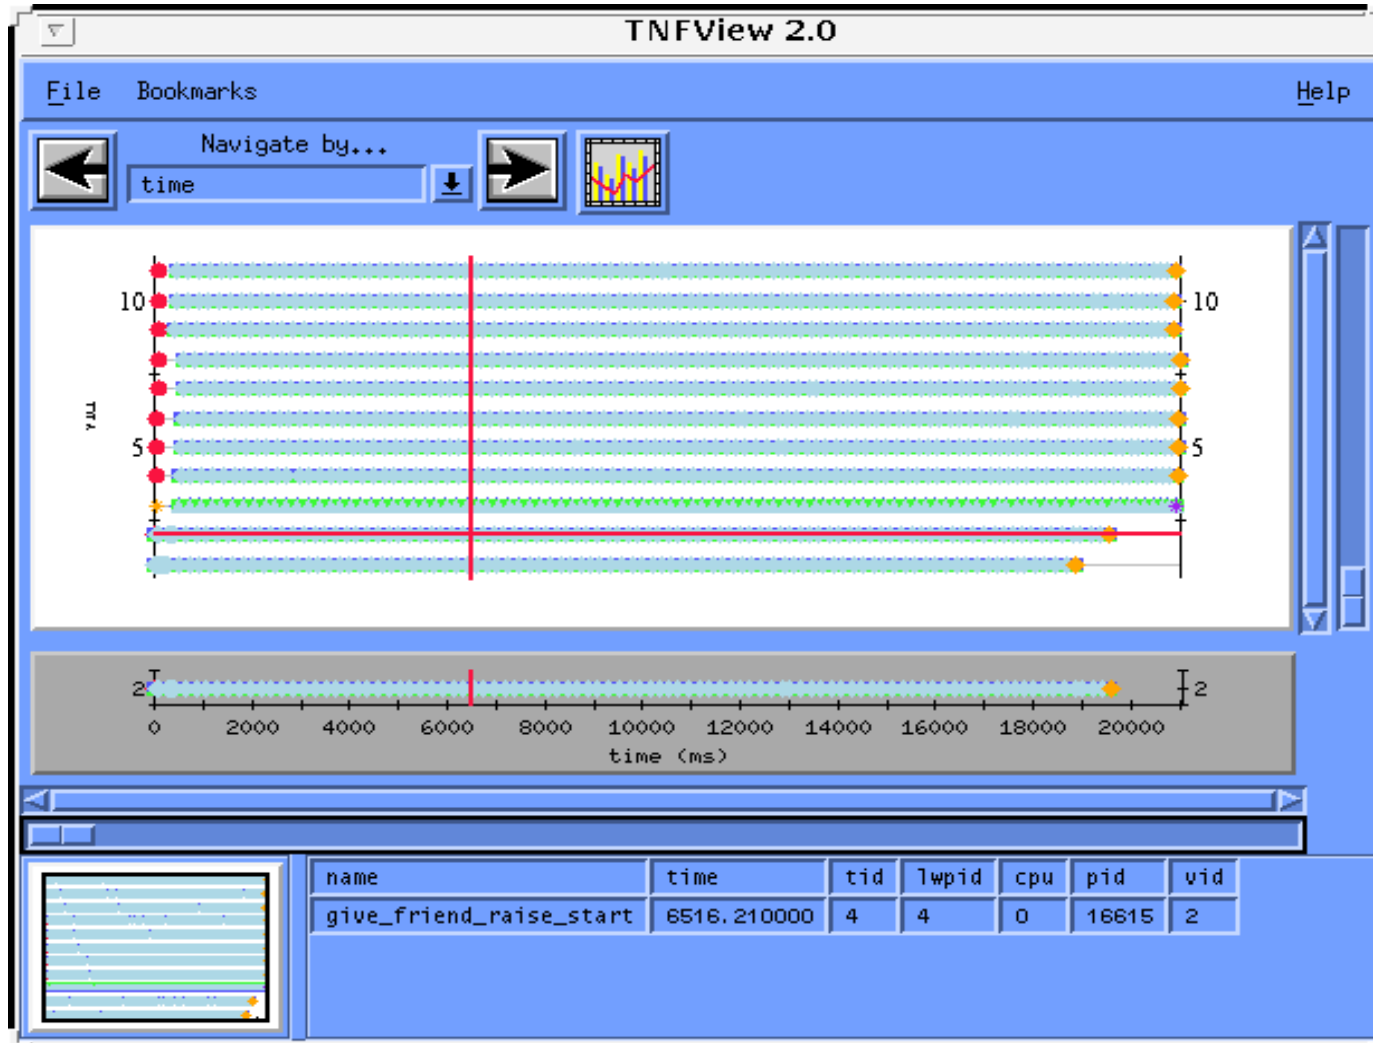 TNFView 2.0
File Bookmarks Help
Navigate by...
time
10 10
5 5
2 2
0 2000 4000 6000 8000 10000 12000 14000 16000 18000 20000
time (ms)
name time tid lwpid cpu pid vid
give_friend_raise_start 6516.210000 4 4 0 16615 2